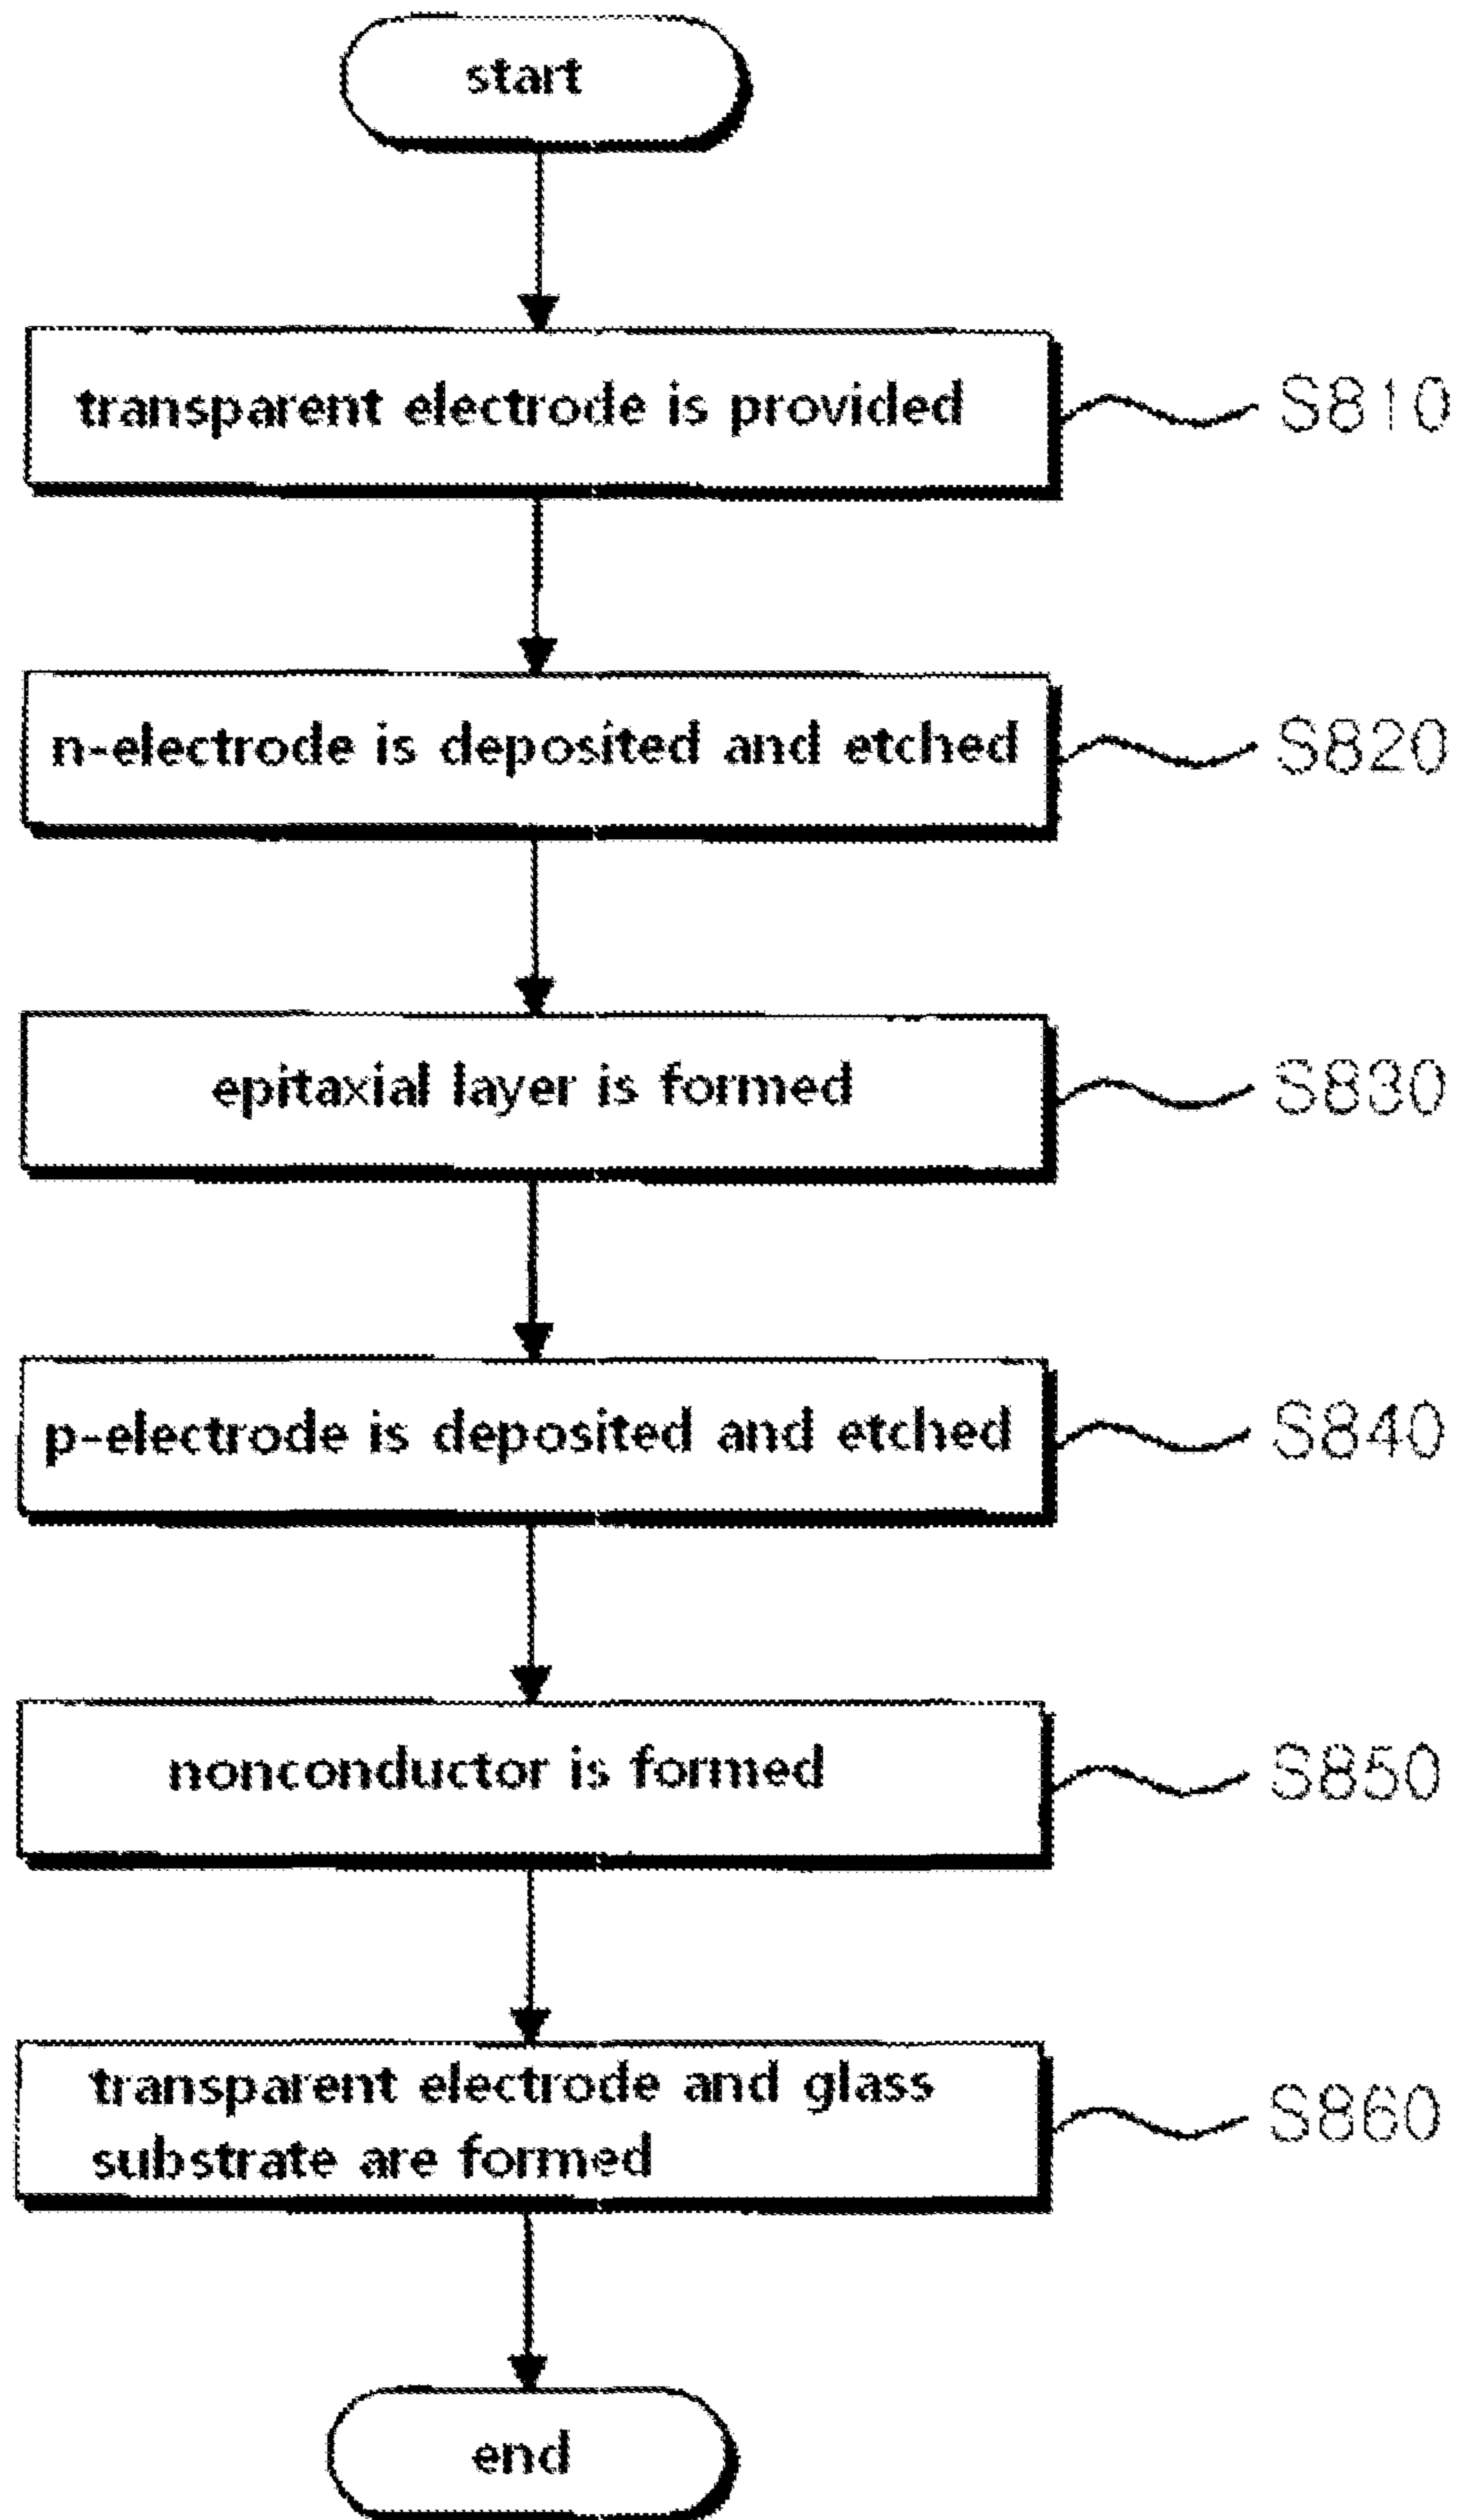 start
transparent electrode is provided
S810
n-electrode is deposited and etched
S820
epitaxial layer is formed
S830
p-electrode is deposited and etched
S840
nonconductor is formed
S850
transparent electrode and glass
substrate are formed
S860
end